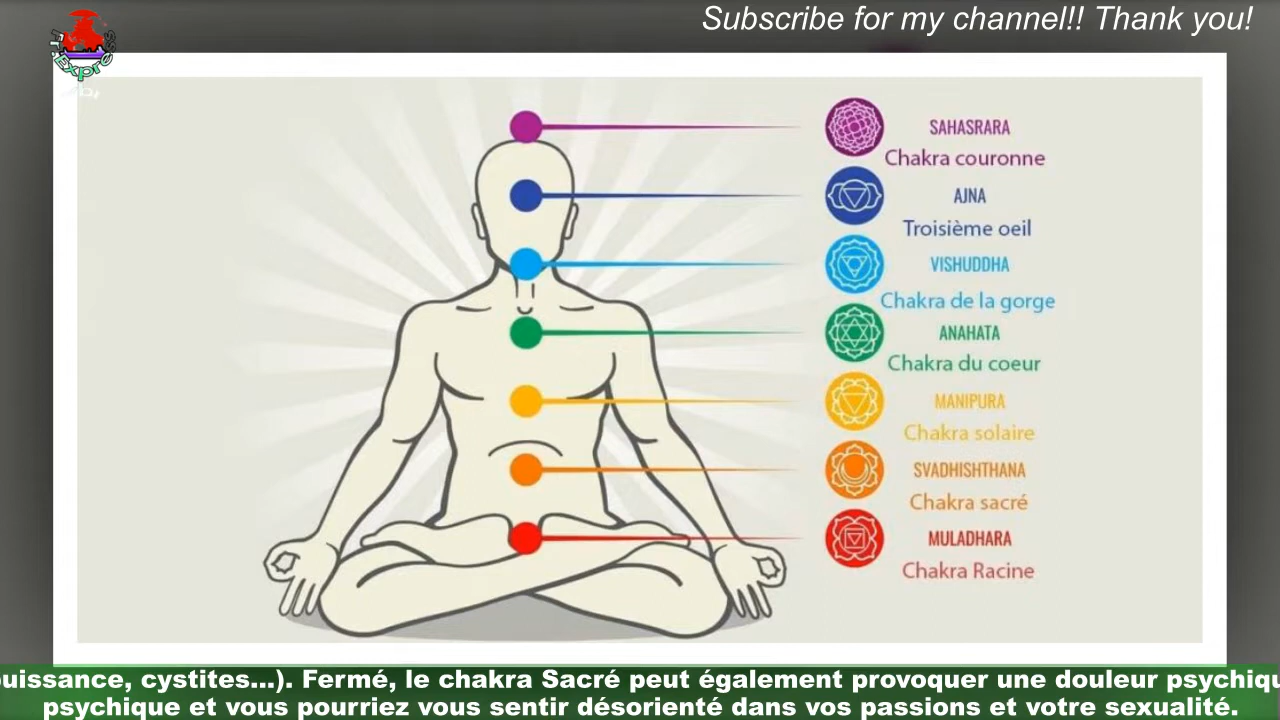 Subscribe for my channel!! Thank you!
Expre
SAHASRARA
Chakra couronne
AJNA
Troisième oeil
VISHUDDHA
Chakra de la gorge
ANAHATA
Chakra du coeur
MANIPURA
Chakra solaire
SVADHISHTHANA
Chakra sacré
MULADHARA
Chakra Racine
puissance, cystites...). Fermé, le chakra Sacré peut également provoquer une douleur psychiqu
psychique et vous pourriez vous sentir désorienté dans vos passions et votre sexualité.